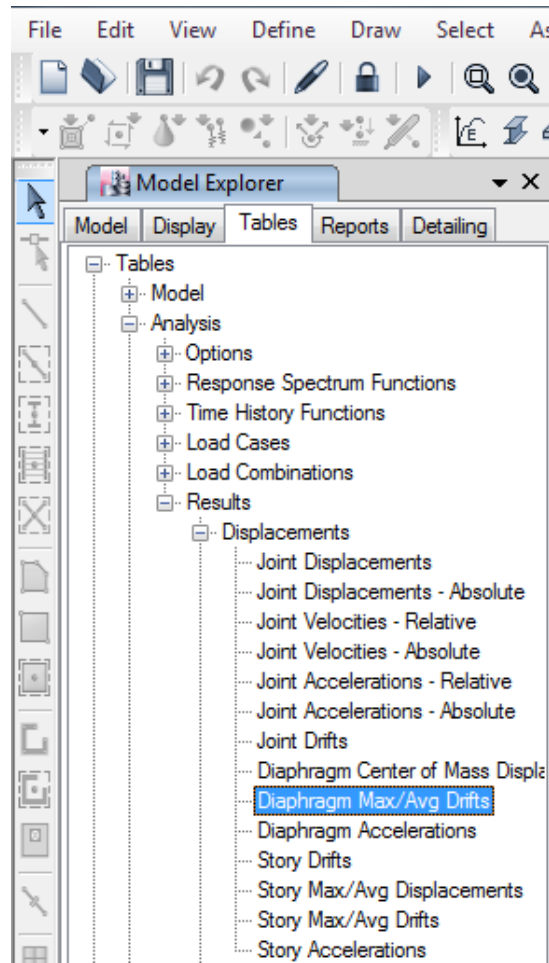 File Edit View Define Draw Select As
Model Explorer
Model Display Tables Reports Detailing
Tables
Model
Analysis
Options
Response Spectrum Functions
Time History Functions
Load Cases
Load Combinations
Results
Displacements
Joint Displacements
Joint Displacements - Absolute
Joint Velocities - Relative
Joint Velocities - Absolute
Joint Accelerations - Relative
Joint Accelerations - Absolute
Joint Drifts
Diaphragm Center of Mass Displa
Diaphragm Max/Avg Drifts
Diaphragm Accelerations
Story Drifts
Story Max/Avg Displacements
Story Max/Avg Drifts
Story Accelerations